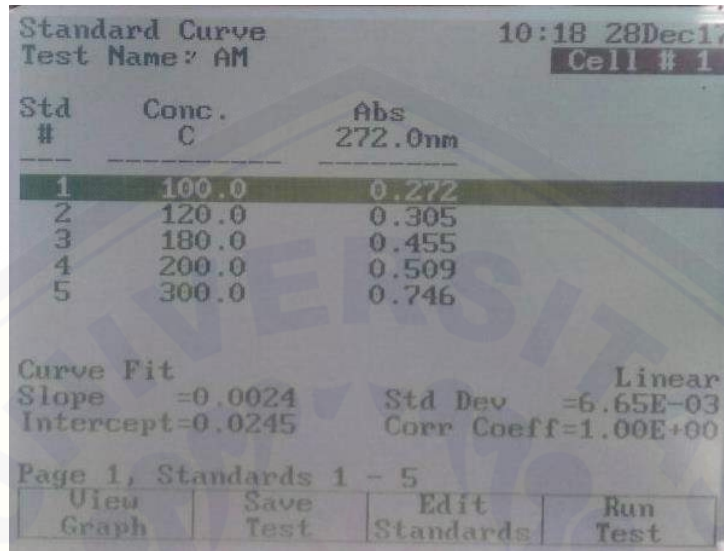 Standard Curve 10:18 28Dec17
Test Name: AM Cell # 1
Std Conc. Abs
# C 272.0nm
1 100.0 0.272
2 120.0 0.305
3 180.0 0.455
4 200.0 0.509
5 300.0 0.746
Curve Fit Linear
Slope =0.0024 Std Dev =6.65E-03
Intercept=0.0245 Corr Coeff=1.00E+00
Page 1, Standards 1 - 5
View Save Edit Run
Graph Test Standards Test